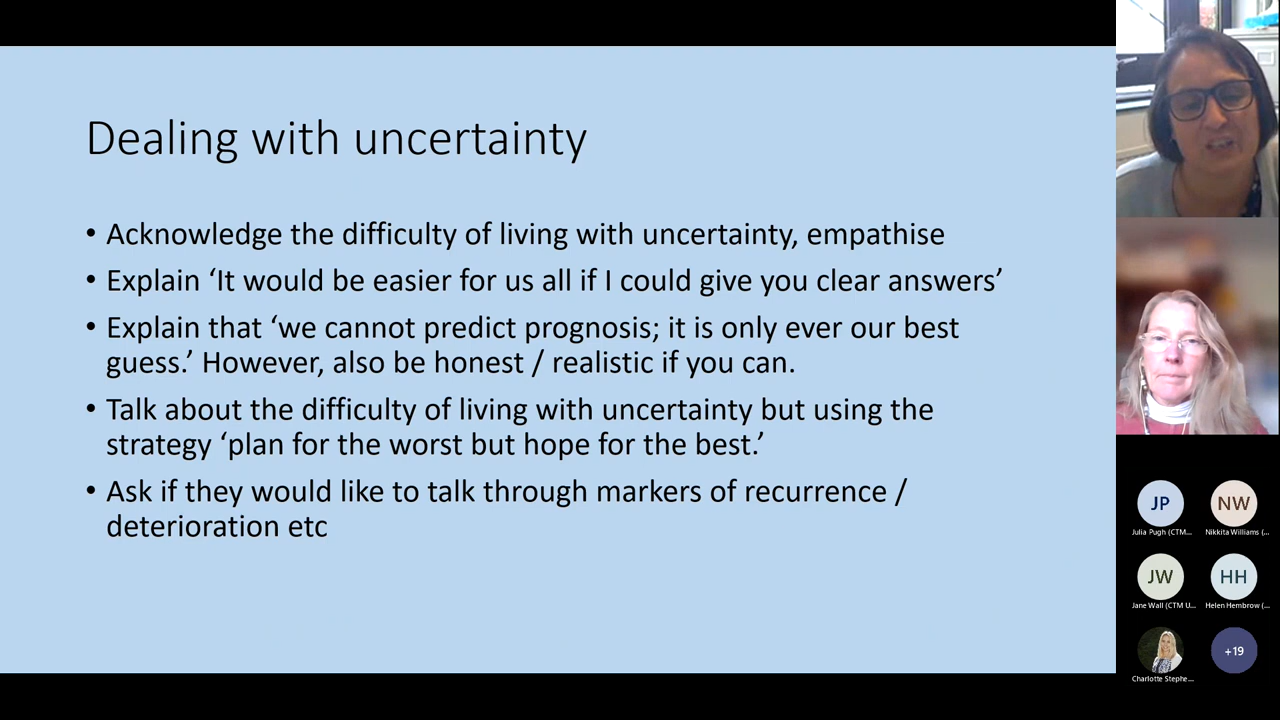 Dealing with uncertainty
• Acknowledge the difficulty of living with uncertainty, empathise
• Explain ‘It would be easier for us all if I could give you clear answers’
• Explain that ‘we cannot predict prognosis; it is only ever our best
guess.’ However, also be honest / realistic if you can.
• Talk about the difficulty of living with uncertainty but using the
strategy ‘plan for the worst but hope for the best.’
• Ask if they would like to talk through markers of recurrence /
deterioration etc
JP
NW
Julia Pugh (CTM...
Nikkita Williams (...
JW
HH
Jane Wall (CTM U...
Helen Hembrow (...
+19
Charlotte Stephe...